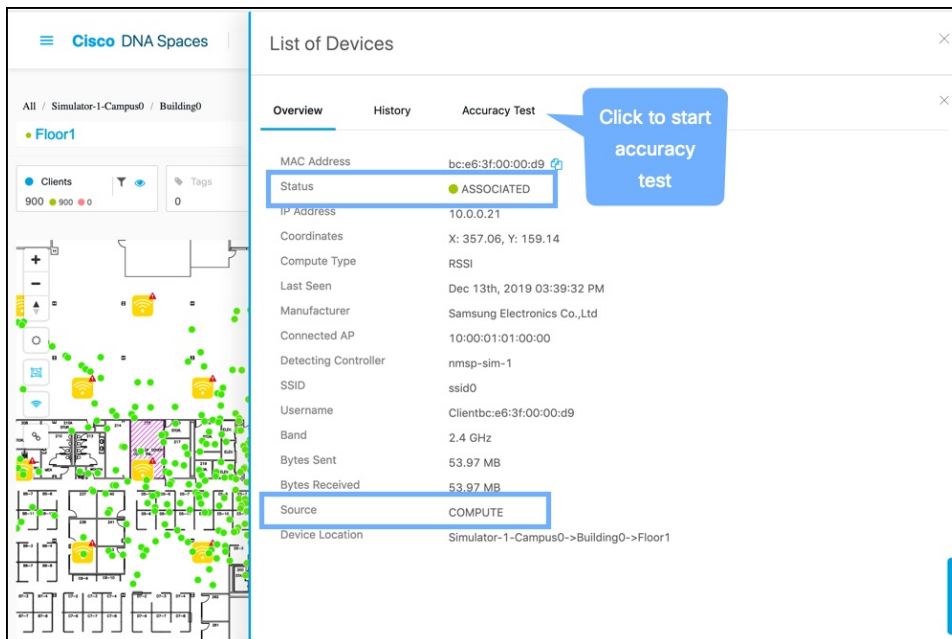 Cisco DNA Spaces
List of Devices
All / Simulator-1-Campus0 / Building0
Floor1
Clients
900 900 0
Tags
0
Overview History Accuracy Test
Click to start
accuracy
test
MAC Address bc:e6:3f:00:00:d9
Status ASSOCIATED
IP Address 10.0.0.21
Coordinates X: 357.06, Y: 159.14
Compute Type RSSI
Last Seen Dec 13th, 2019 03:39:32 PM
Manufacturer Samsung Electronics Co.,Ltd
Connected AP 10:00:01:01:00:00
Detecting Controller nmsp-sim-1
SSID ssid0
Username Clientbc:e6:3f:00:00:d9
Band 2.4 GHz
Bytes Sent 53.97 MB
Bytes Received 53.97 MB
Source COMPUTE
Device Location Simulator-1-Campus0->Building0->Floor1